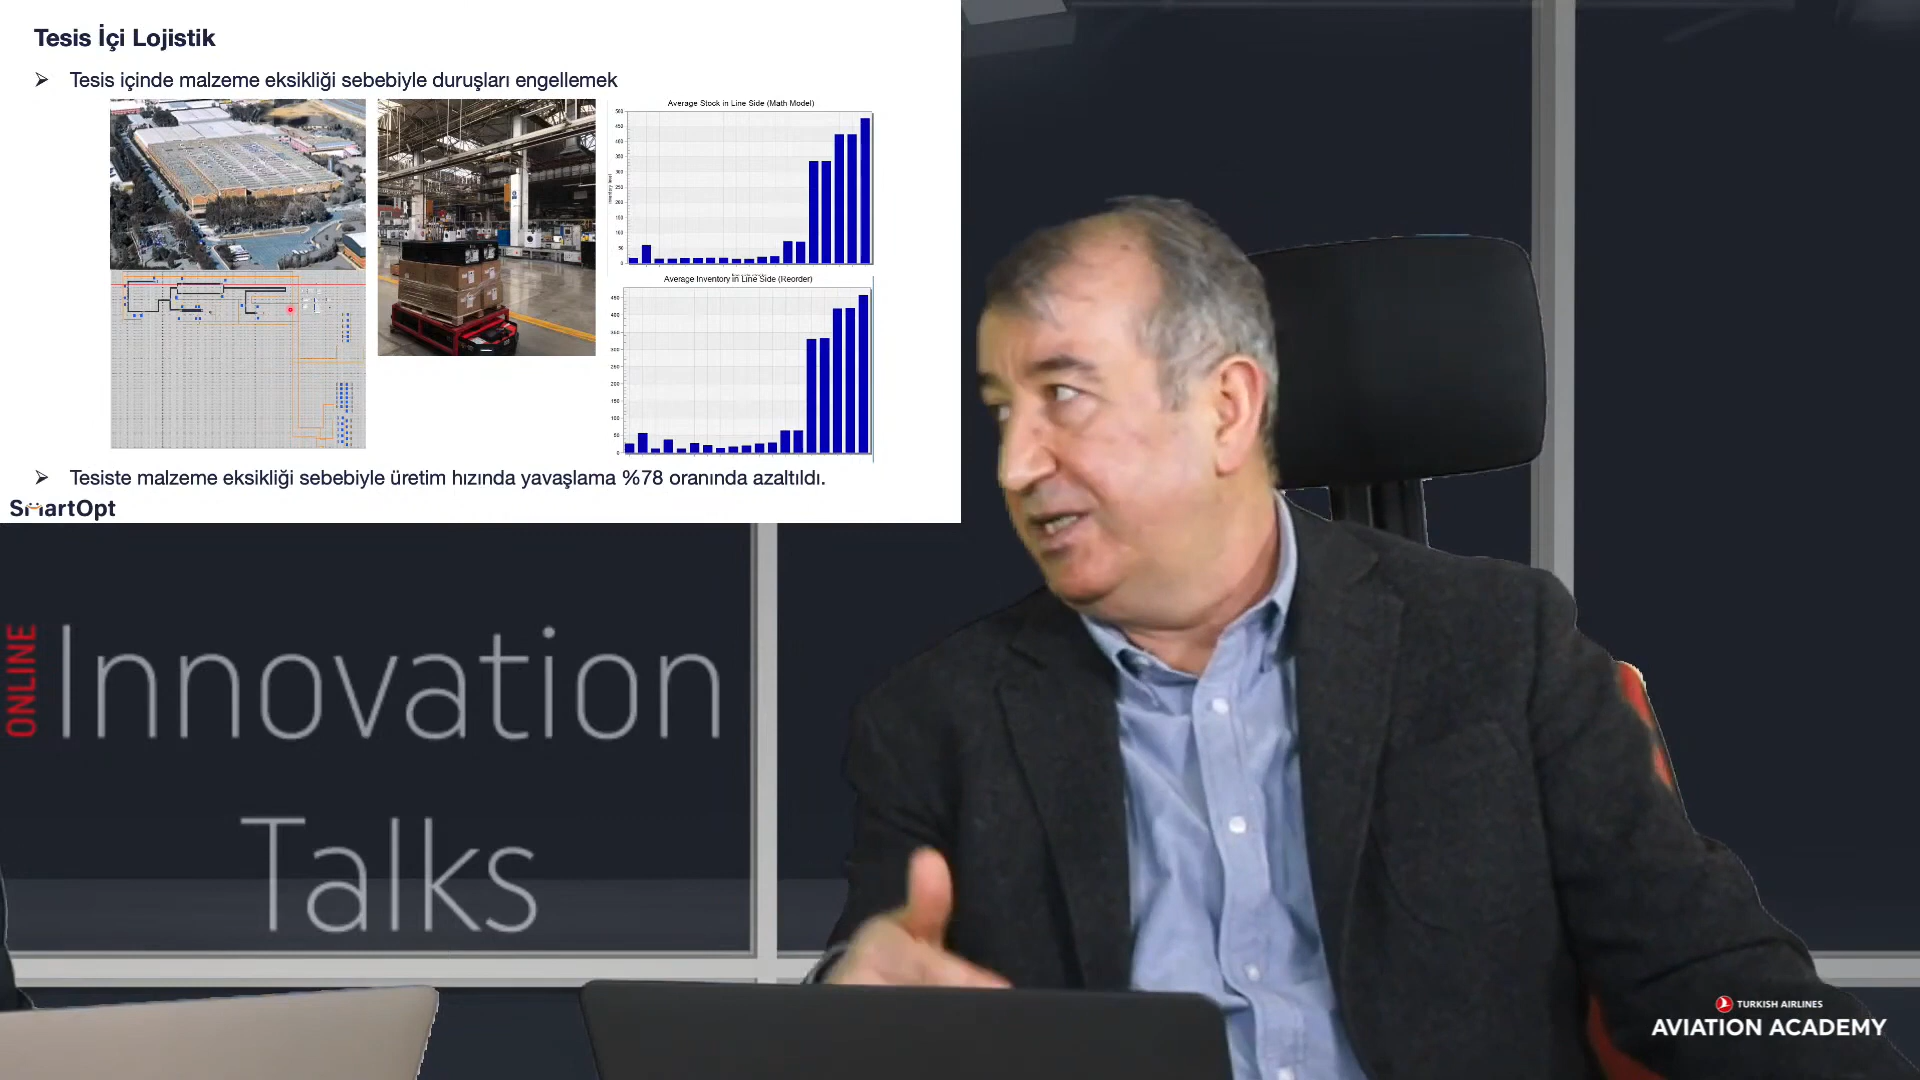 Tesis İçi Lojistik
➢ Tesis içinde malzeme eksikliği sebebiyle duruşları engellemek
Average Stock in Line Side (Math Model)
Average Inventory in Line Side (Reorder)
➢ Tesiste malzeme eksikliği sebebiyle üretim hızında yavaşlama %78 oranında azaltıldı.
SmartOpt
ONLINE
Innovation
Talks
TURKISH AIRLINES
AVIATION ACADEMY